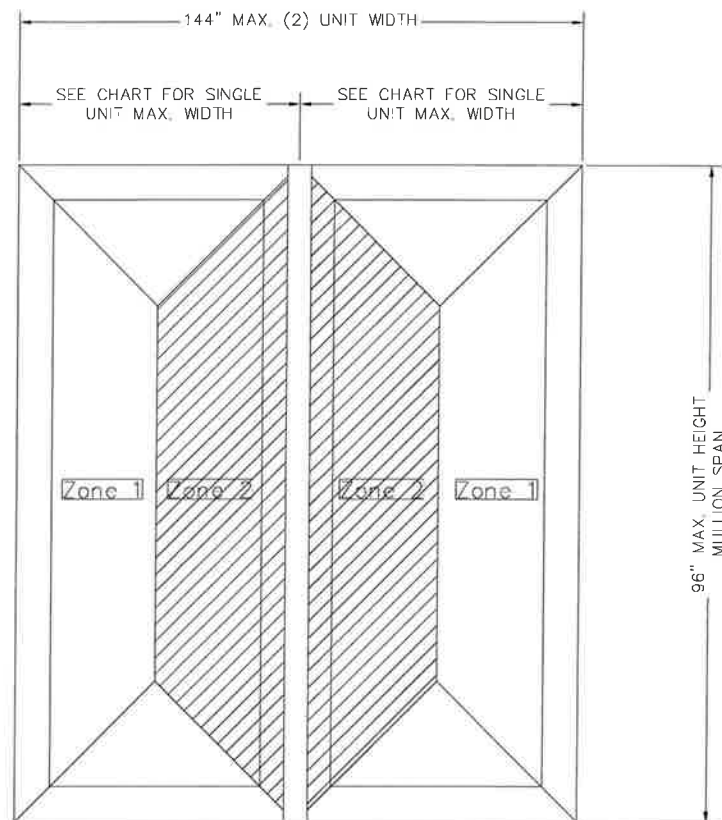 144" MAX. (2) UNIT WIDTH
SEE CHART FOR SINGLE
UNIT MAX. WIDTH
SEE CHART FOR SINGLE
UNIT MAX. WIDTH
Zone 1
Zone 2
Zone 2
Zone 1
96" MAX. UNIT HEIGHT
MULLION SPAN